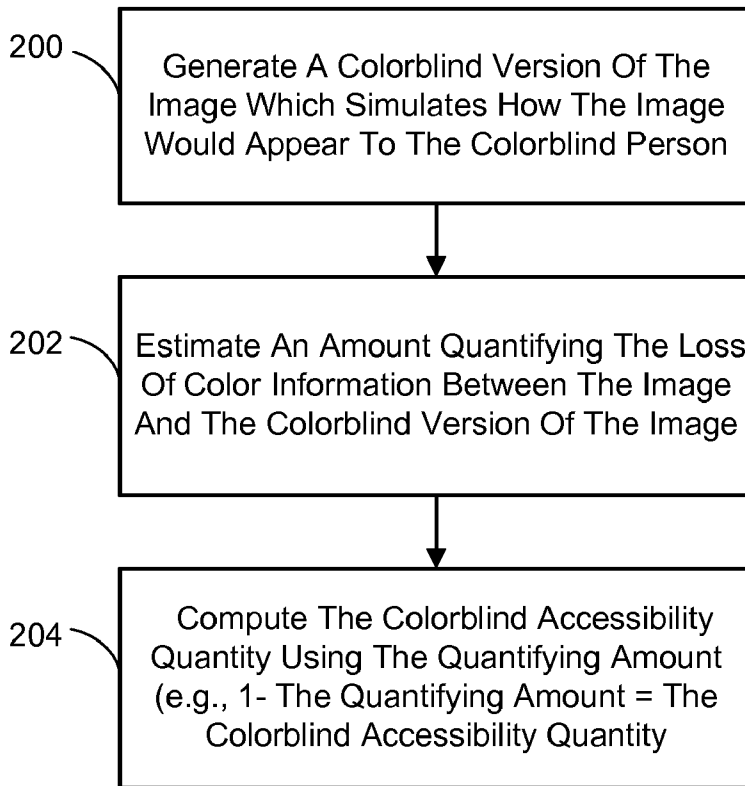 200
Generate A Colorblind Version Of The
Image Which Simulates How The Image
Would Appear To The Colorblind Person
202
Estimate An Amount Quantifying The Loss
Of Color Information Between The Image
And The Colorblind Version Of The Image
204
Compute The Colorblind Accessibility
Quantity Using The Quantifying Amount
(e.g., 1- The Quantifying Amount = The
Colorblind Accessibility Quantity